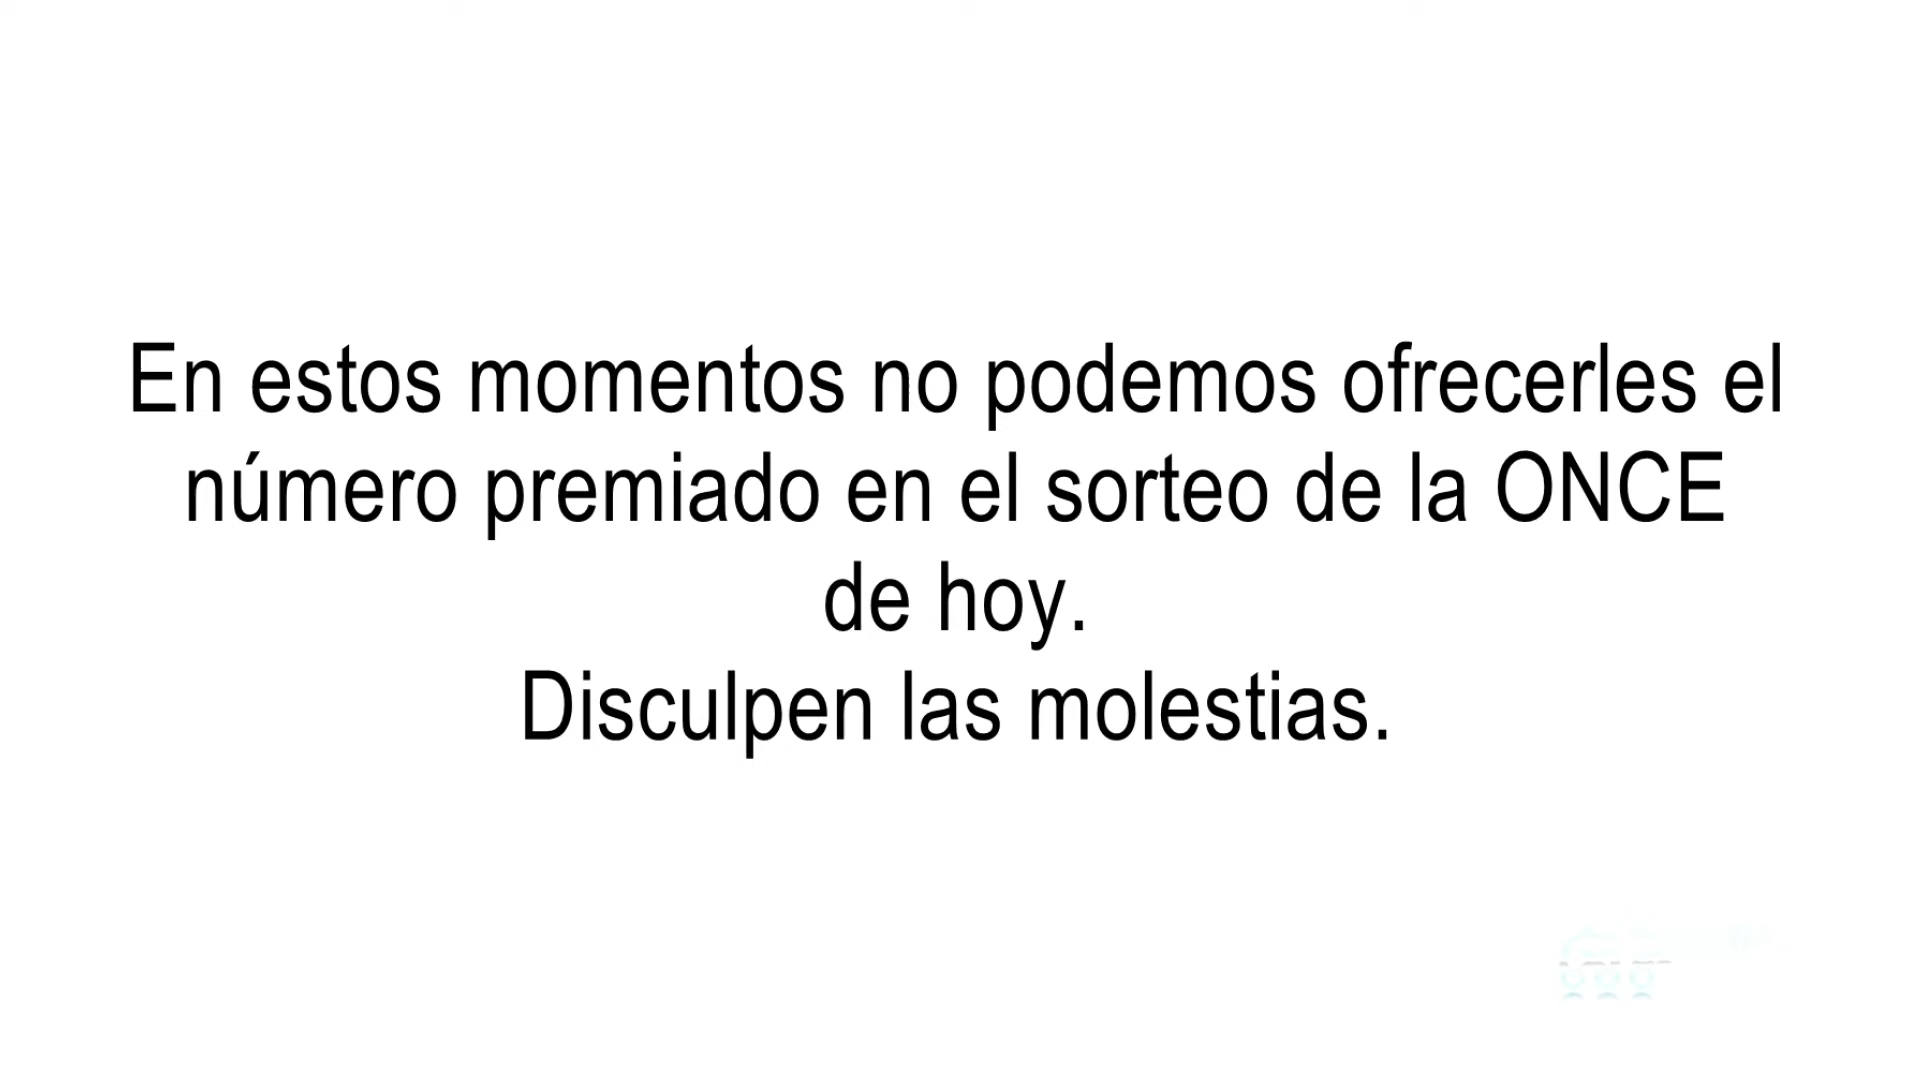 En estos momentos no podemos ofrecerles el
número premiado en el sorteo de la ONCE
de hoy.
Disculpen las molestias.